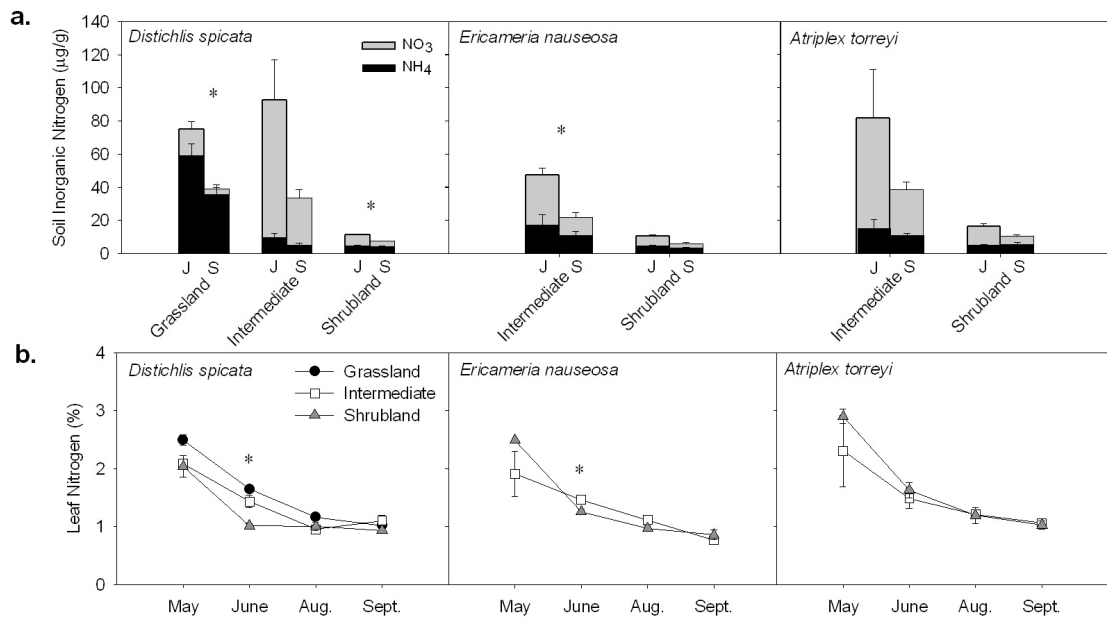 a.
Soil Inorganic Nitrogen (µg/g)
140
120
100
80
60
40
20
0
Distichlis spicata
NO3
NH4
*
*
J S
J S
J S
Grassland
Intermediate
Shrubland
Ericameria nauseosa
*
J S
J S
Intermediate
Shrubland
Atriplex torreyi
J S
J S
Intermediate
Shrubland
b.
Leaf Nitrogen (%)
4
3
2
1
0
Distichlis spicata
Grassland
Intermediate
Shrubland
*
May June Aug. Sept.
Ericameria nauseosa
*
May June Aug. Sept.
Atriplex torreyi
May June Aug. Sept.